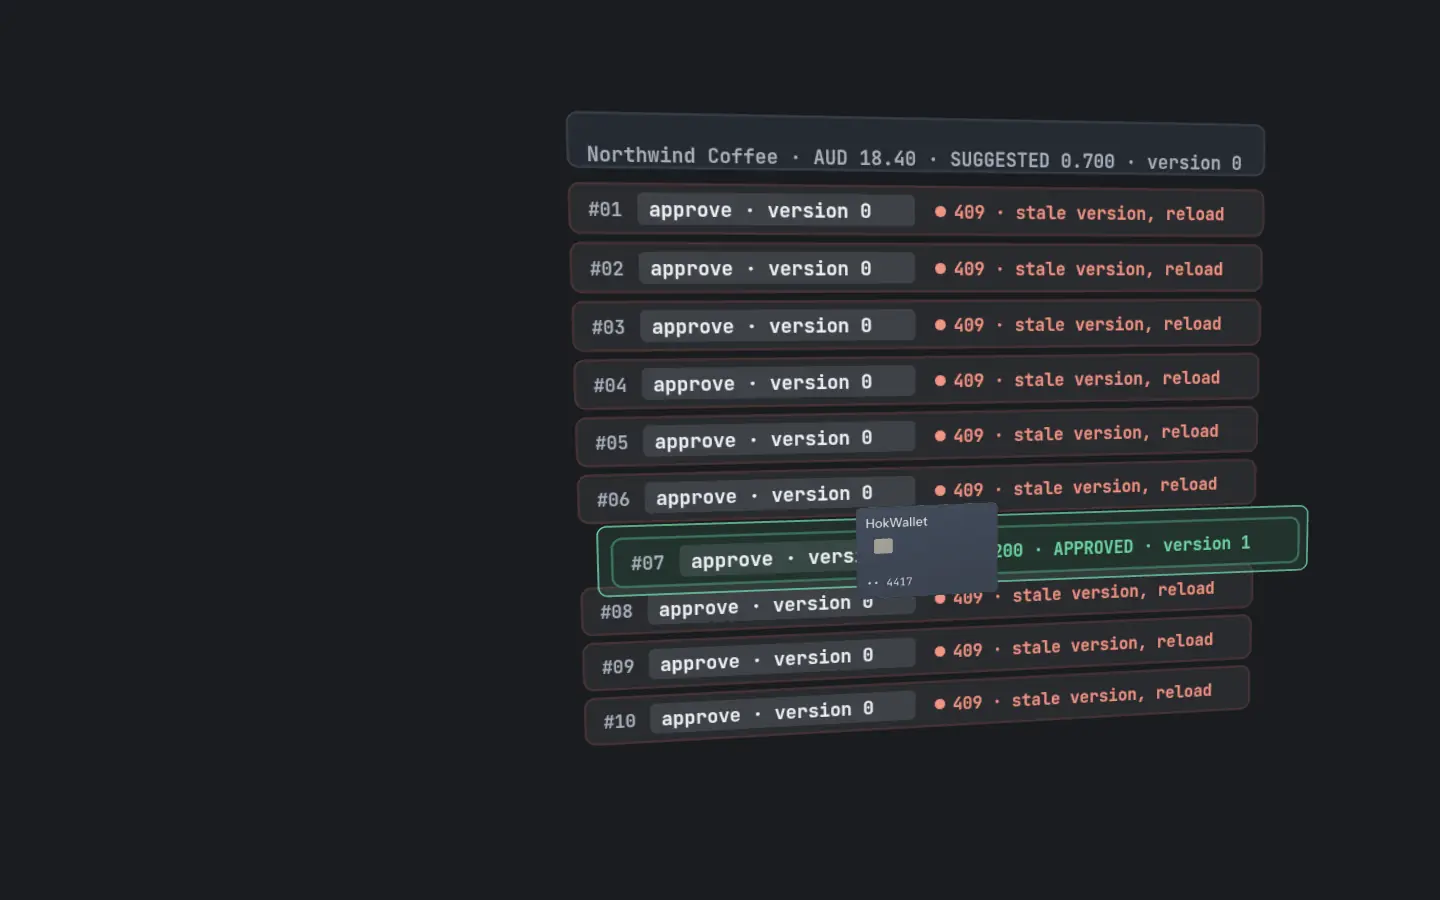 Northwind Coffee · AUD 18.40 · SUGGESTED 0.700 · version 0
#01 approve · version 0 409 · stale version, reload
#02 approve · version 0 409 · stale version, reload
#03 approve · version 0 409 · stale version, reload
#04 approve · version 0 409 · stale version, reload
#05 approve · version 0 409 · stale version, reload
#06 approve · version 0 409 · stale version, reload
HokWallet
#07 approve · 200 · APPROVED · version 1
·· 4417
#08 approve · version 0 409 · stale version, reload
#09 approve · version 0 409 · stale version, reload
#10 approve · version 0 409 · stale version, reload